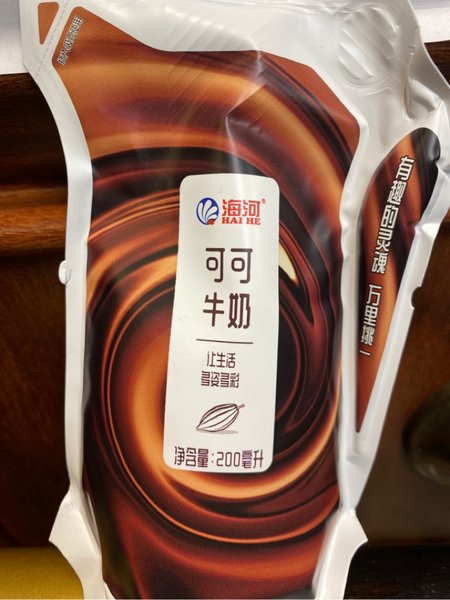 海河®
HAI HE
可可
牛奶
让生活
多姿多彩
净含量:200毫升
有趣的灵魂 万里挑一